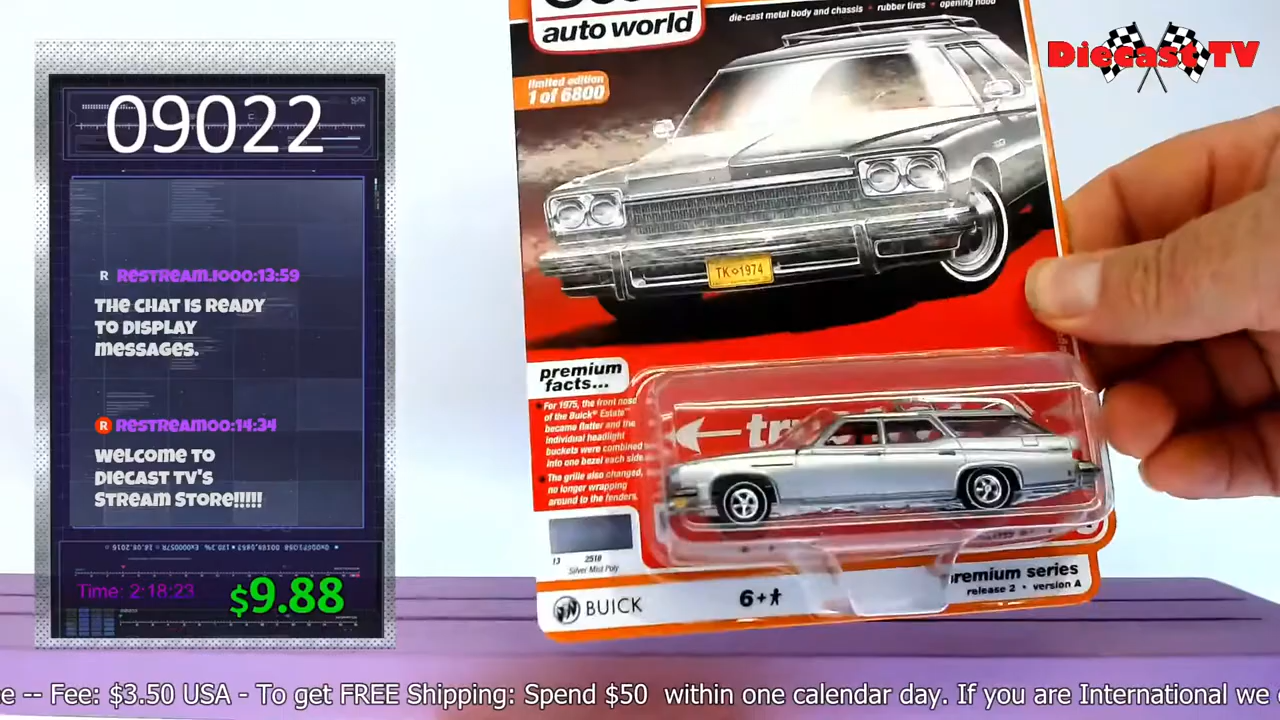 09022
R Restream.io00:13:59
THE CHAT IS READY
TO DISPLAY
MESSAGES.
R Restream00:14:34
WELCOME TO
DIECAST TV'S
STREAM STORE!!!!!
Time: 2:18:23
$9.88
auto world
die-cast metal body and chassis • rubber tires • opening hood
limited edition
1 of 6800
TK◇1974
premium
facts...
• For 1975, the front nose
of the Buick® Estate™
became flatter and the
individual headlight
buckets were combined
into one bezel each side.
• The grille also changed,
no longer wrapping
around to the fenders.
tru
13 2518
Silver Mist Poly
BUICK
6+
premium series
release 2 • version A
Diecast TV
e -- Fee: $3.50 USA - To get FREE Shipping: Spend $50 within one calendar day. If you are International we